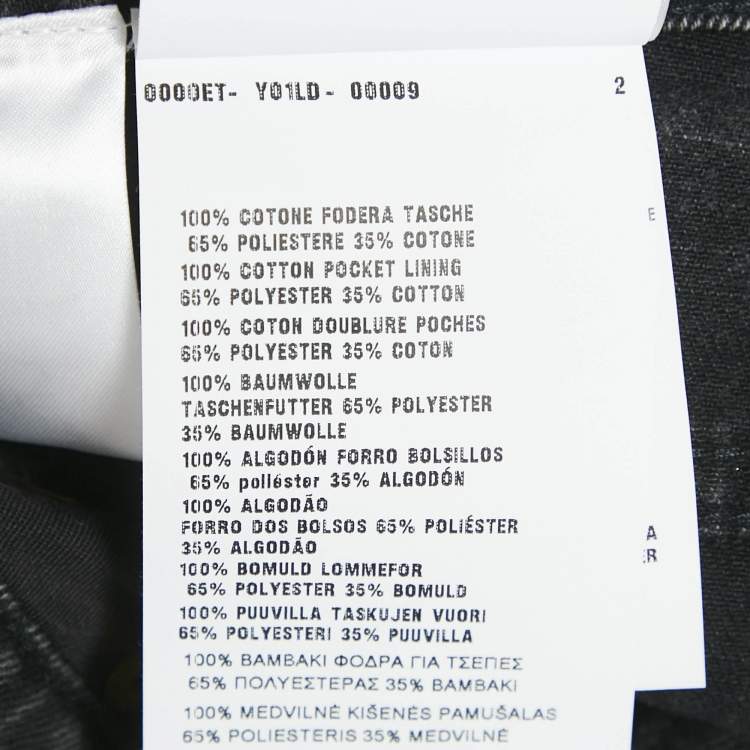 0000ET- Y01LD- 00009 2
100% COTONE FODERA TASCHE
65% POLIESTERE 35% COTONE
100% COTTON POCKET LINING
65% POLYESTER 35% COTTON
100% COTON DOUBLURE POCHES
65% POLYESTER 35% COTON
100% BAUMWOLLE
TASCHENFUTTER 65% POLYESTER
35% BAUMWOLLE
100% ALGODÓN FORRO BOLSILLOS
65% poliéster 35% ALGODÓN
100% ALGODÃO
FORRO DOS BOLSOS 65% POLIÉSTER
35% ALGODÃO
100% BOMULD LOMMEFOR
65% POLYESTER 35% BOMULD
100% PUUVILLA TASKUJEN VUORI
65% POLYESTERI 35% PUUVILLA
100% ΒΑΜΒΑΚΙ ΦΟΔΡΑ ΓΙΑ ΤΣΕΠΕΣ
65% ΠΟΛΥΕΣΤΕΡΑΣ 35% ΒΑΜΒΑΚΙ
100% MEDVILNĖ KIŠENĖS PAMUŠALAS
65% POLIESTERIS 35% MEDVILNĖ
E
A
R